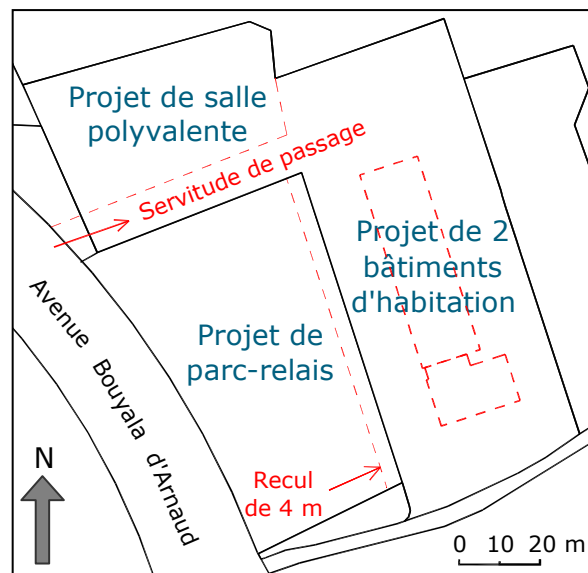 Projet de salle
polyvalente
Servitude de passage
Projet de 2
bâtiments
d'habitation
Avenue Bouyala d'Arnaud
Projet de
parc-relais
Recul
de 4 m
N
0 10 20 m